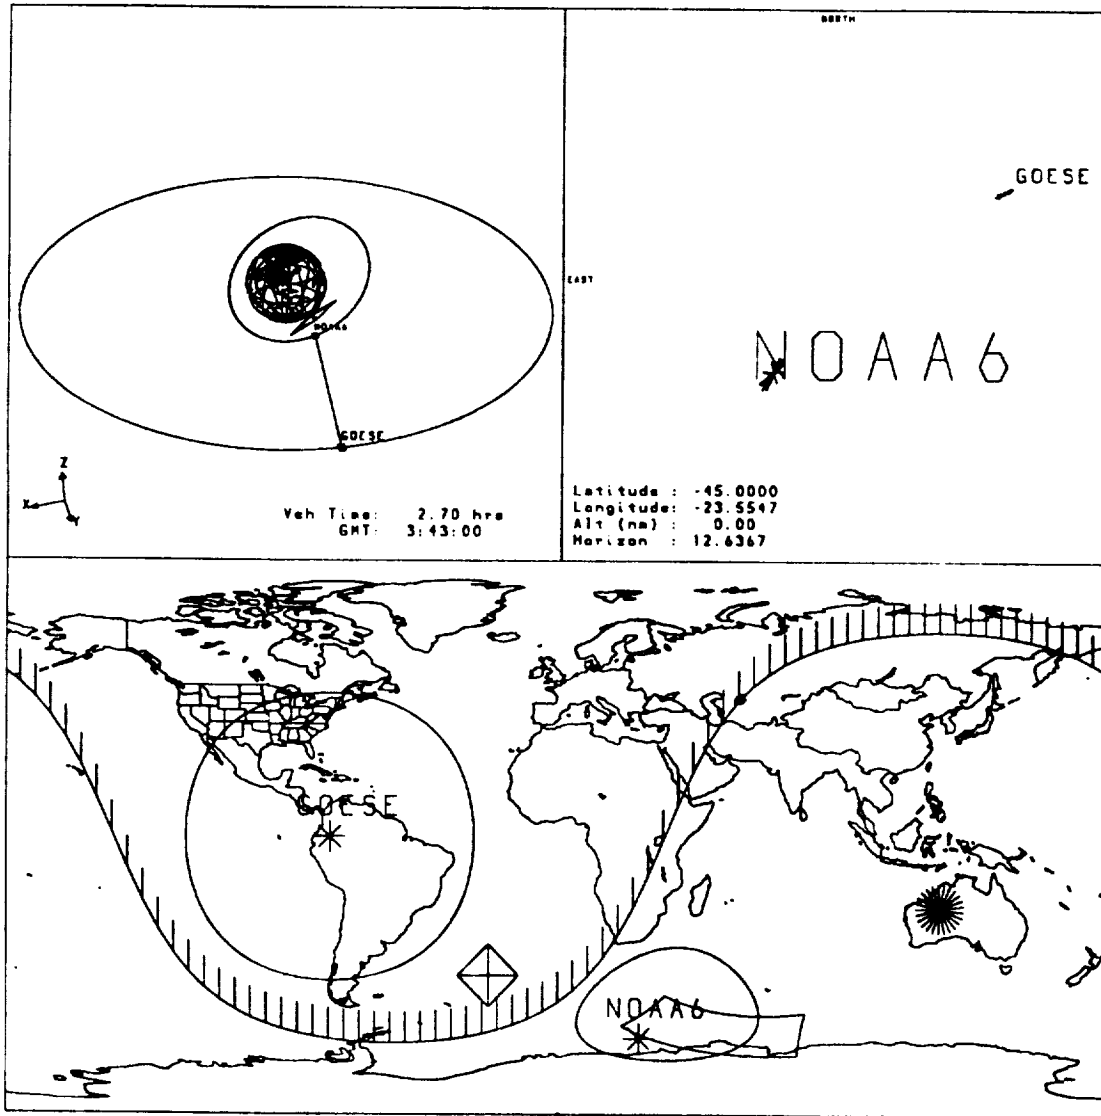 NORTH
GOESE
EAST
NOAA6
NOAA6
GOESE
Z
X
Y
Veh Time: 2.70 hrs
GMT: 3:43:00
Latitude : -45.0000
Longitude: -23.5547
Alt (nm) : 0.00
Horizon : 12.6367
GOESE
NOAA6